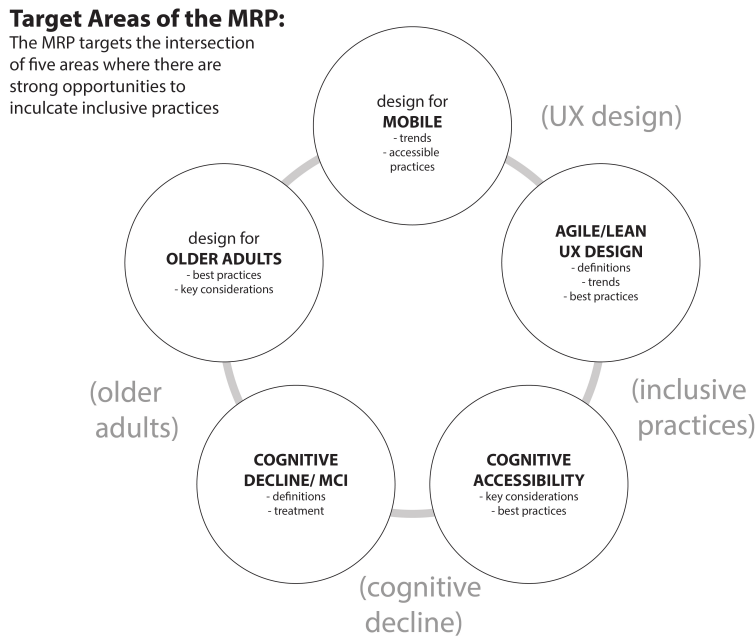 Target Areas of the MRP:
The MRP targets the intersection
of five areas where there are
strong opportunities to
inculcate inclusive practices
design for
MOBILE
- trends
- accessible
practices
(UX design)
design for
OLDER ADULTS
- best practices
- key considerations
AGILE/LEAN
UX DESIGN
- definitions
- trends
- best practices
(older
adults)
(inclusive
practices)
COGNITIVE
DECLINE/ MCI
- definitions
- treatment
COGNITIVE
ACCESSIBILITY
- key considerations
- best practices
(cognitive
decline)